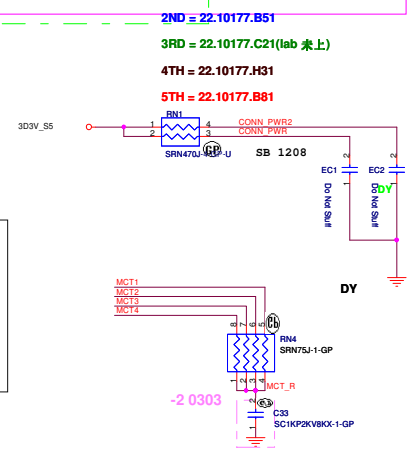 2ND = 22.10177.B51
3RD = 22.10177.C21(lab 未上)
4TH = 22.10177.H31
5TH = 22.10177.B81
RN1
3D3V_S5
1
4
CONN_PWR2
2
3
CONN_PWR
SRN470J-
GP
-U
SB 1208
2
2
EC1
EC2
1
1
DY
Do Not Stuff
Do Not Stuff
DY
MCT1
MCT2
MCT3
MCT4
8
7
6
5
RN4
SRN75J-1-GP
1
2
3
4
MCT_R
-2 0303
2
C33
SC1KP2KV8KX-1-GP
1